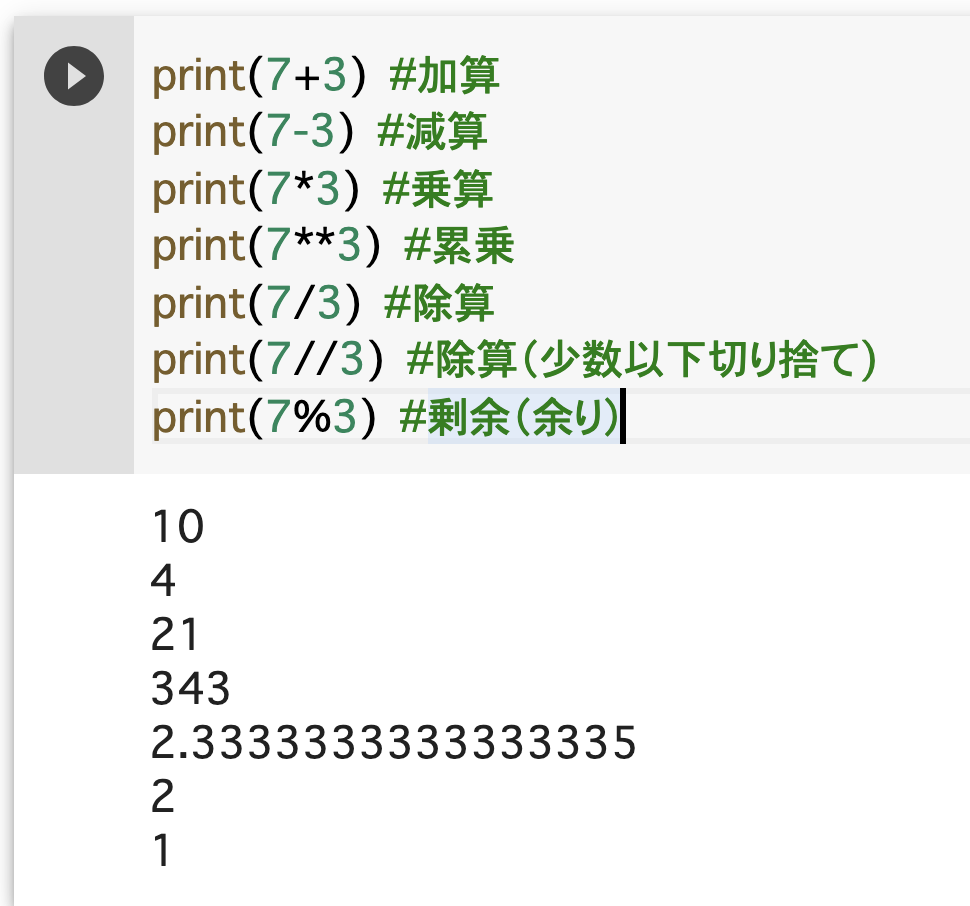 print(7+3) #加算
print(7-3) #減算
print(7*3) #乗算
print(7**3) #累乗
print(7/3) #除算
print(7//3) #除算(少数以下切り捨て)
print(7%3) #剰余(余り)
10
4
21
343
2.3333333333333335
2
1